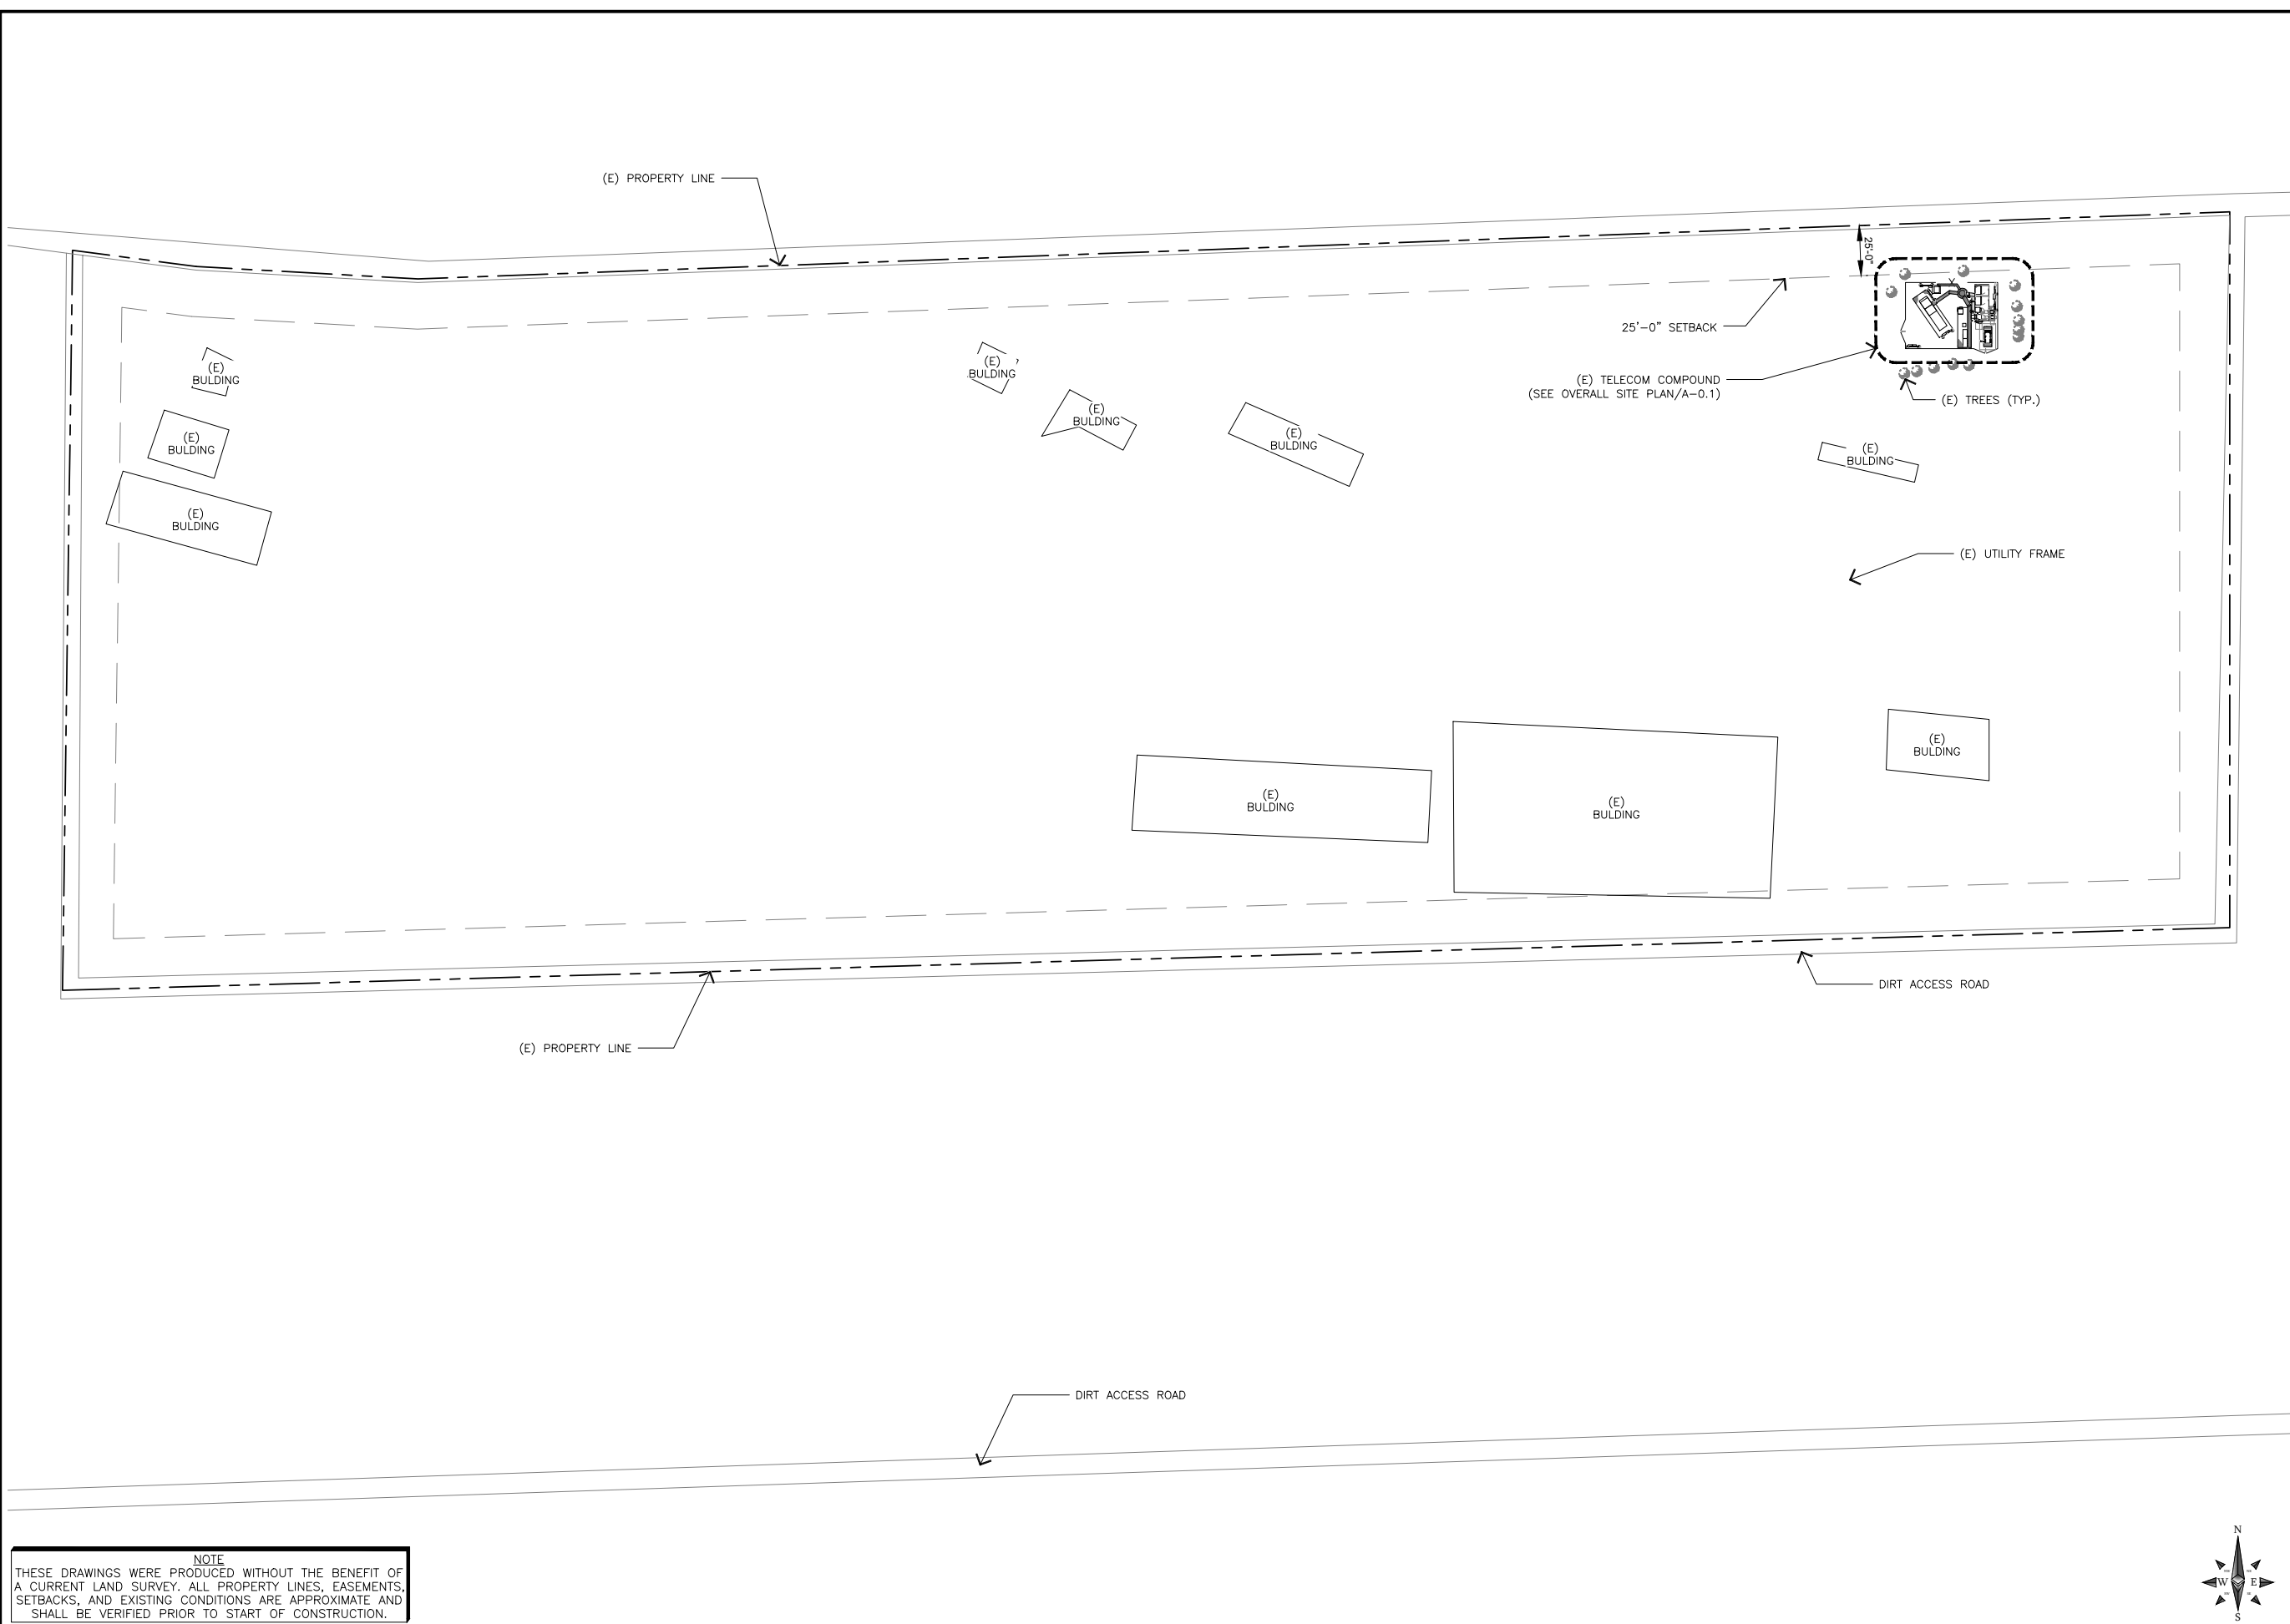 (E) PROPERTY LINE
25'-0"
25'-0" SETBACK
(E) TELECOM COMPOUND
(SEE OVERALL SITE PLAN/A-0.1)
(E) TREES (TYP.)
(E)
BULDING
(E)
BULDING
(E)
BULDING
(E)
BULDING
(E)
BULDING
(E)
BULDING
(E)
BULDING
(E) UTILITY FRAME
(E)
BULDING
(E)
BULDING
(E)
BULDING
DIRT ACCESS ROAD
(E) PROPERTY LINE
DIRT ACCESS ROAD
NOTE
THESE DRAWINGS WERE PRODUCED WITHOUT THE BENEFIT OF
A CURRENT LAND SURVEY. ALL PROPERTY LINES, EASEMENTS,
SETBACKS, AND EXISTING CONDITIONS ARE APPROXIMATE AND
SHALL BE VERIFIED PRIOR TO START OF CONSTRUCTION.
N
W E
S